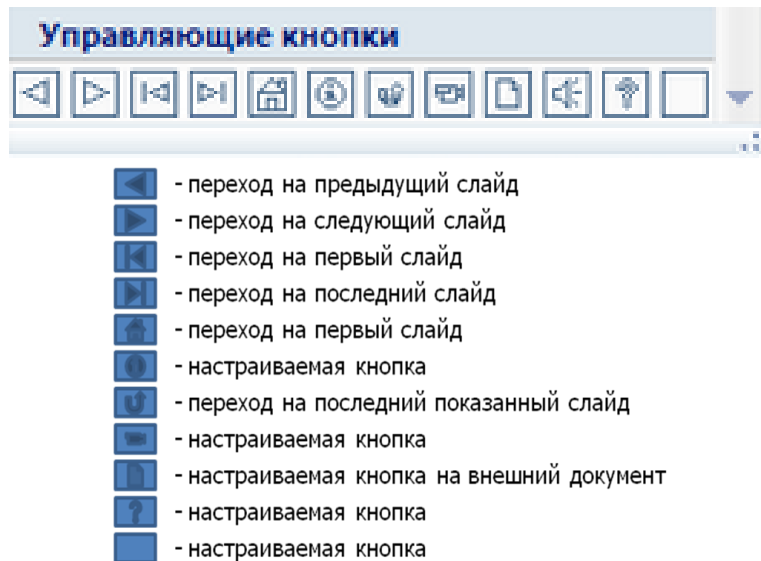 Управляющие кнопки
- переход на предыдущий слайд
- переход на следующий слайд
- переход на первый слайд
- переход на последний слайд
- переход на первый слайд
- настраиваемая кнопка
- переход на последний показанный слайд
- настраиваемая кнопка
- настраиваемая кнопка на внешний документ
- настраиваемая кнопка
- настраиваемая кнопка